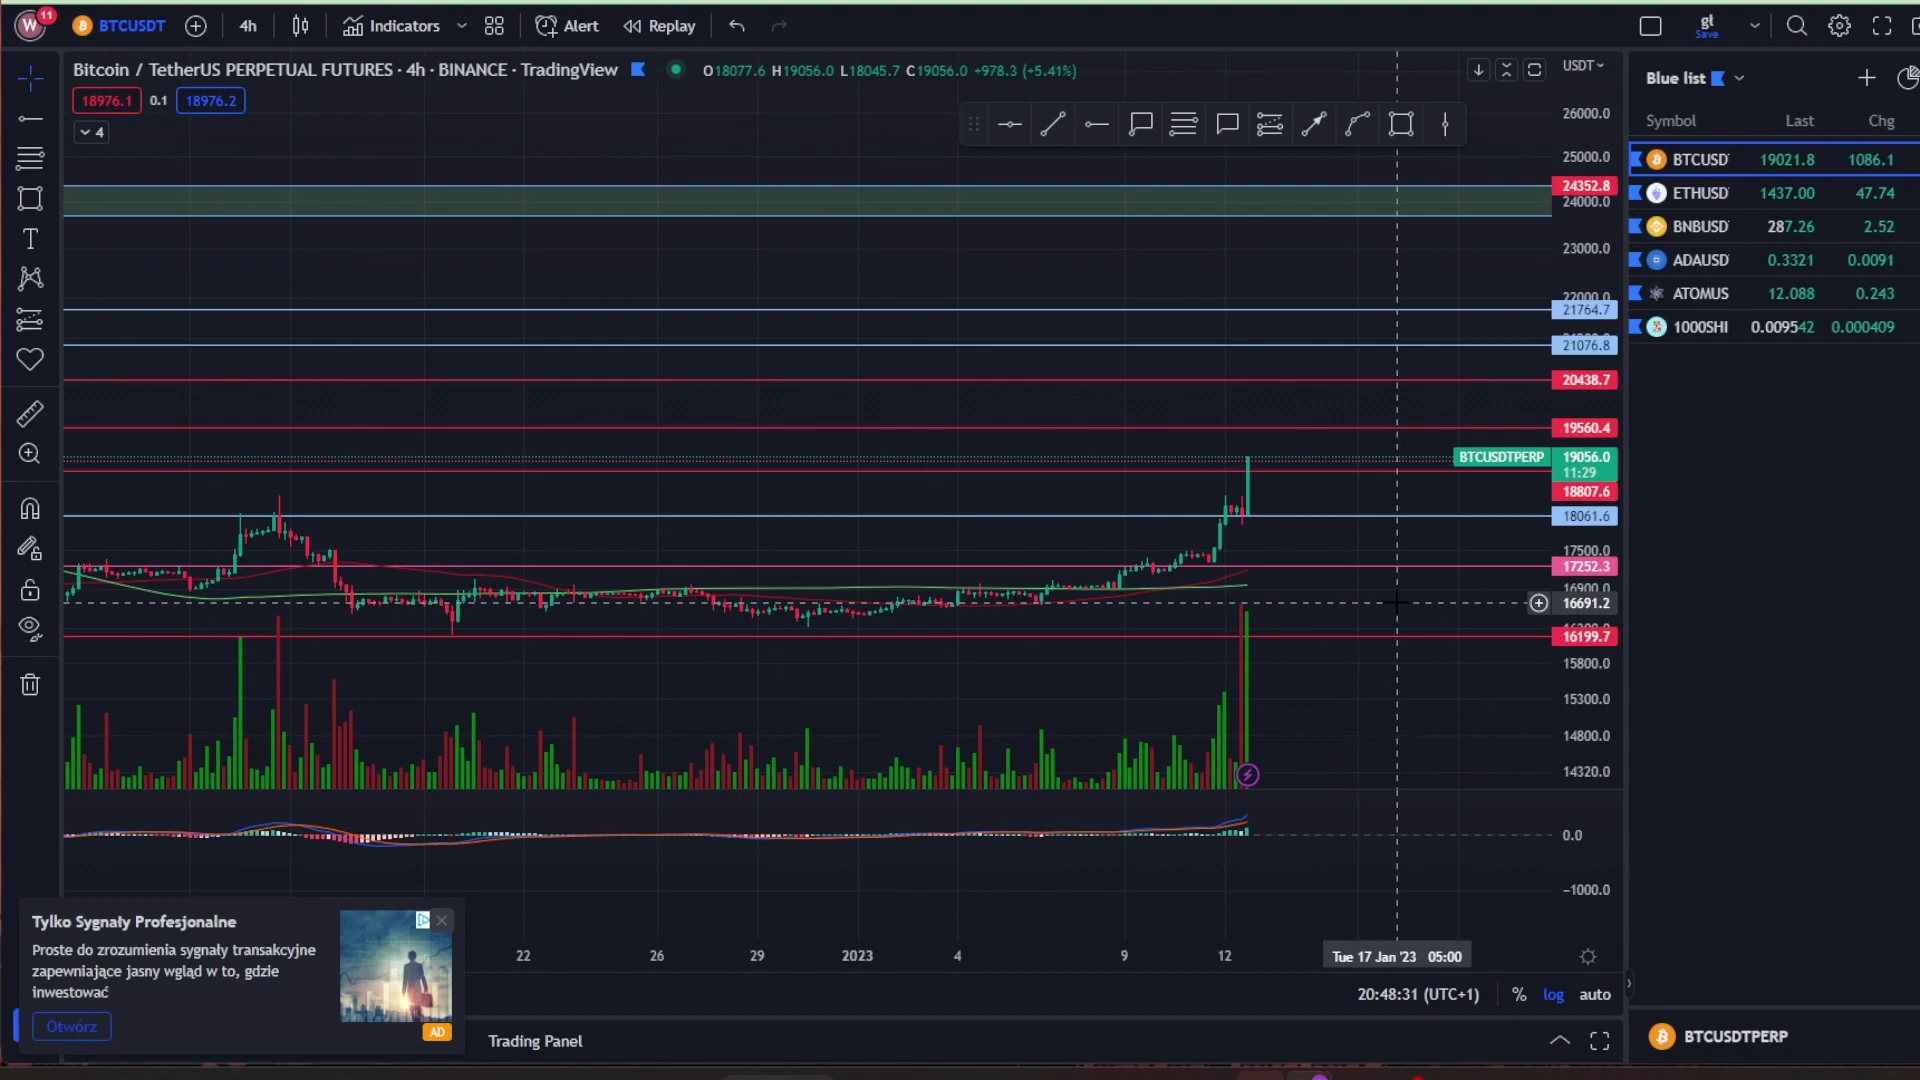 W 11 BTCUSDT 4h Indicators Alert Replay gł Save
Bitcoin / TetherUS PERPETUAL FUTURES · 4h · BINANCE · TradingView O18077.6 H19056.0 L18045.7 C19056.0 +978.3 (+5.41%)
18976.1 0.1 18976.2
4
USDT
26000.0
25000.0
24352.8
24000.0
23000.0
22000.0
21764.7
21076.8
20438.7
19560.4
BTCUSDTPERP 19056.0
11:29
18807.6
18061.6
17500.0
17252.3
16900.0
16691.2
16199.7
15800.0
15300.0
14800.0
14320.0
0.0
−1000.0
Blue list
Symbol Last Chg
BTCUSD 19021.8 1086.1
ETHUSD 1437.00 47.74
BNBUSD 287.26 2.52
ADAUSD 0.3321 0.0091
ATOMUS 12.088 0.243
1000SHI 0.009542 0.000409
22 26 29 2023 4 9 12 Tue 17 Jan '23 05:00
20:48:31 (UTC+1) % log auto
Tylko Sygnały Profesjonalne
Proste do zrozumienia sygnały transakcyjne
zapewniające jasny wgląd w to, gdzie
inwestować
Otwórz
AD
Trading Panel
BTCUSDTPERP